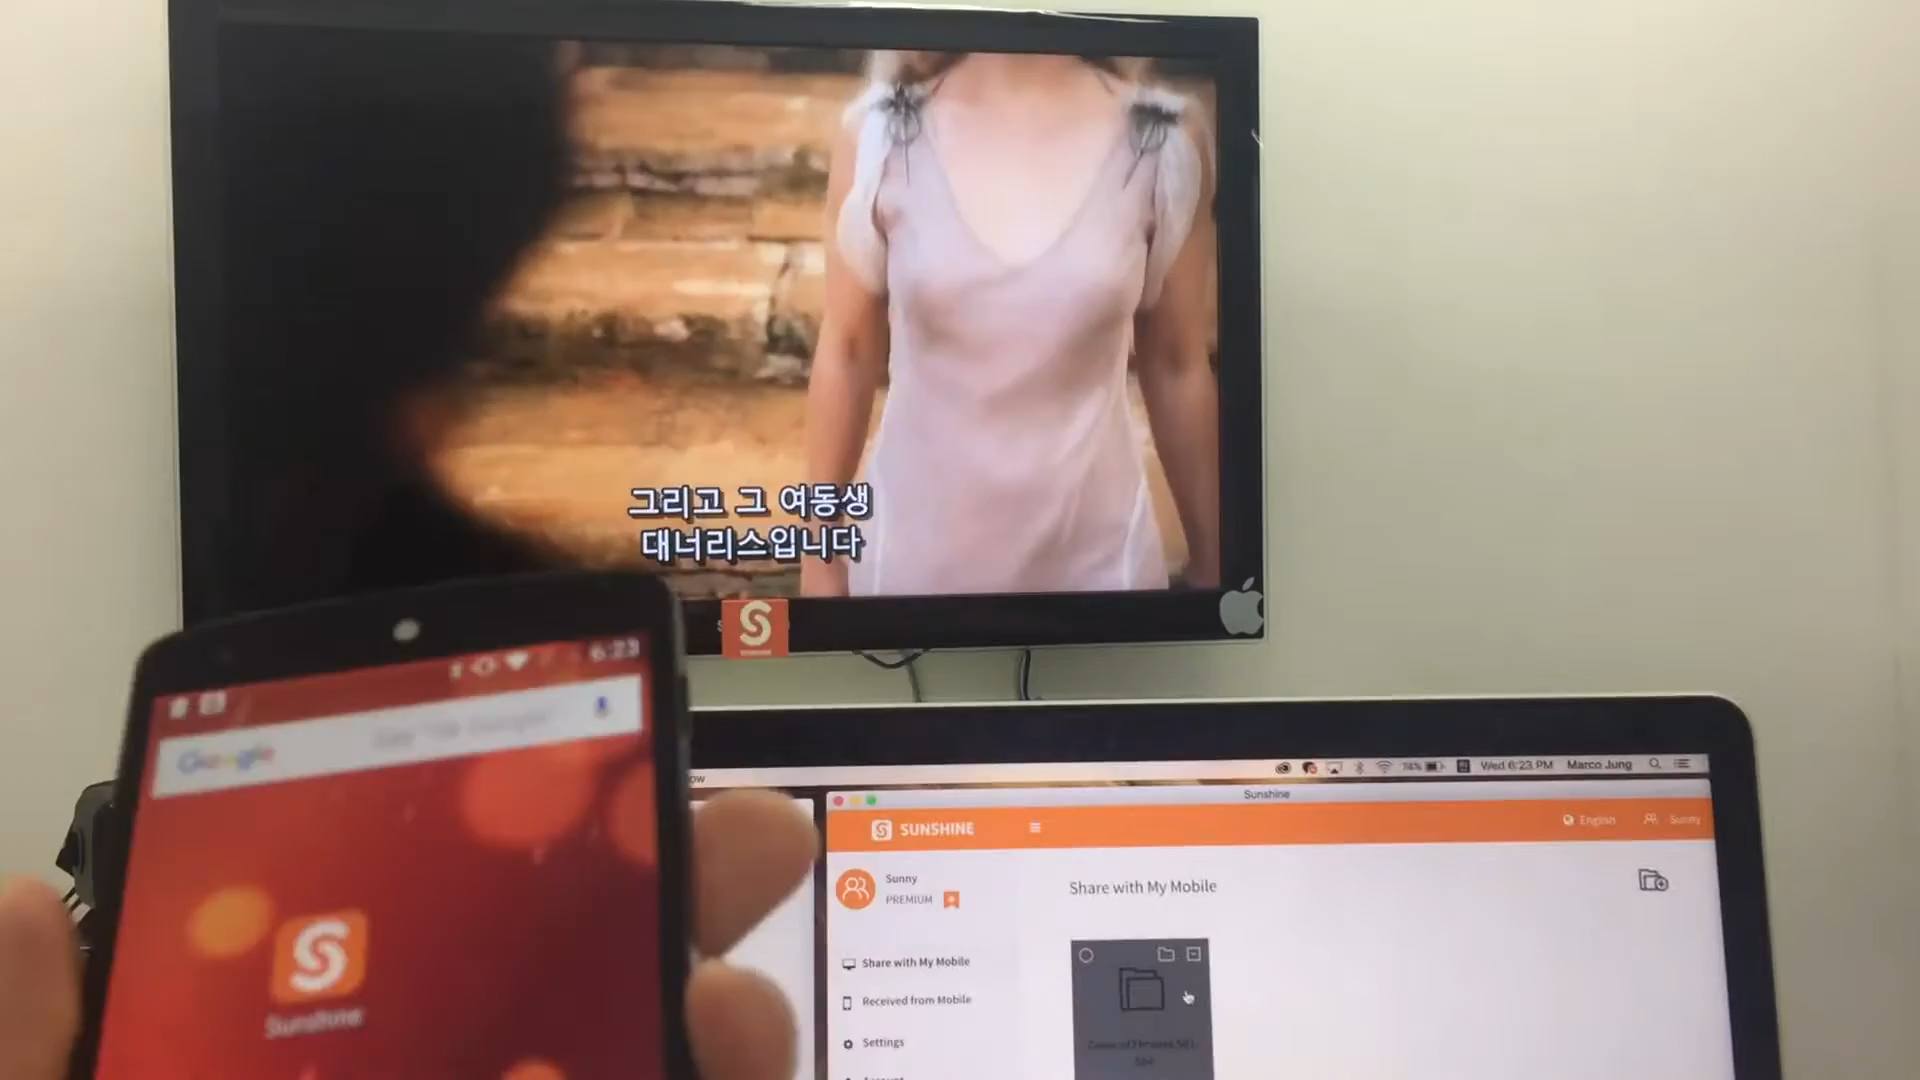 그리고 그 여동생
대너리스입니다
6:23
Google
Sunshine
Wed 6:23 PM Marco Jung
Sunshine
SUNSHINE
English
Sunny
Sunny
PREMIUM
Share with My Mobile
Share with My Mobile
Received from Mobile
Settings